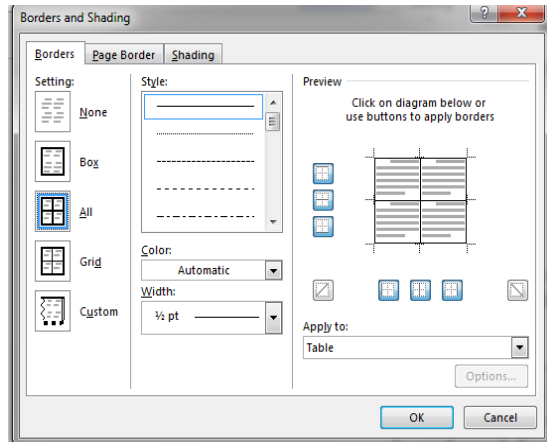 Borders and Shading
Borders
Page Border
Shading
Setting:
None
Box
All
Grid
Custom
Style:
Color:
Automatic
Width:
½ pt
Preview
Click on diagram below or
use buttons to apply borders
Apply to:
Table
Options...
OK
Cancel